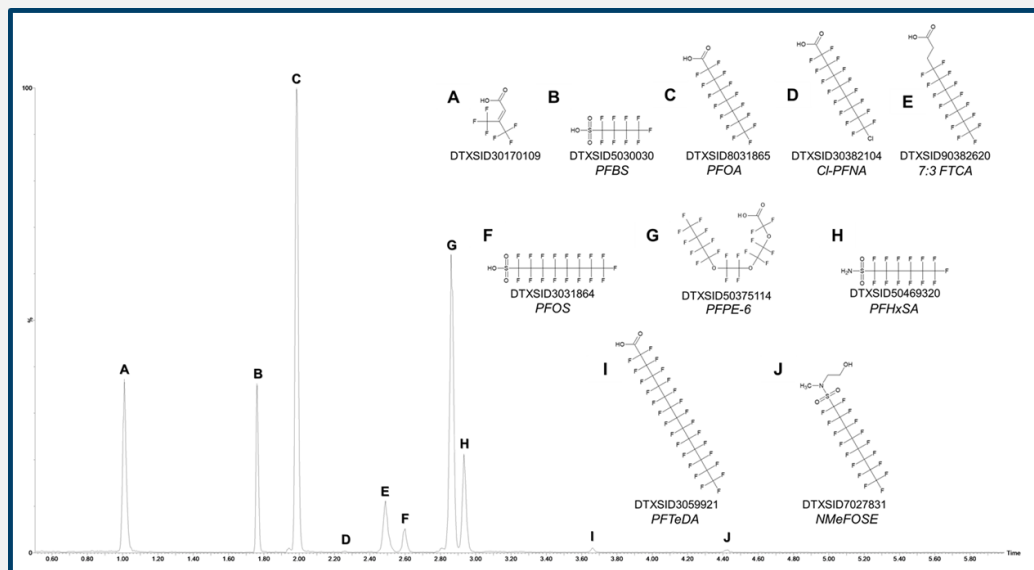 100
%
0
C
A
B
D
E
F
G
H
I
J
0.60 0.80 1.00 1.20 1.40 1.60 1.80 2.00 2.20 2.40 2.60 2.80 3.00 3.20 3.40 3.60 3.80 4.00 4.20 4.40 4.60 4.80 5.00 5.20 5.40 5.60 5.80 Time
A
DTXSID30170109
B
DTXSID5030030
PFBS
C
DTXSID8031865
PFOA
D
DTXSID30382104
Cl-PFNA
E
DTXSID90382620
7:3 FTCA
F
DTXSID3031864
PFOS
G
DTXSID50375114
PFPE-6
H
DTXSID50469320
PFHxSA
I
DTXSID3059921
PFTeDA
J
DTXSID7027831
NMeFOSE